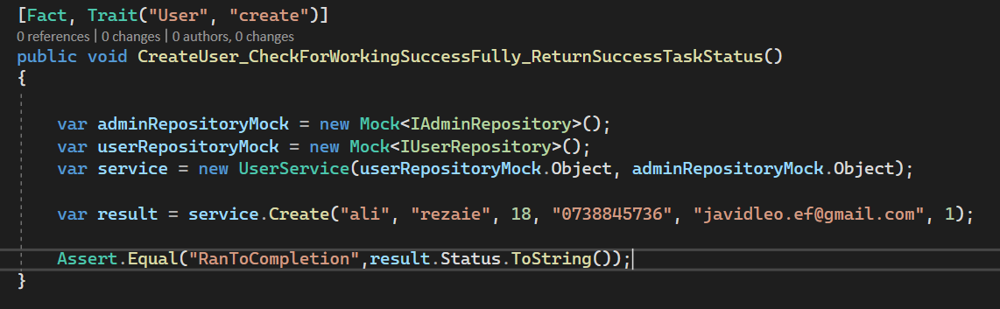 [Fact, Trait("User", "create")]
0 references | 0 changes | 0 authors, 0 changes
public void CreateUser_CheckForWorkingSuccessFully_ReturnSuccessTaskStatus()
{
var adminRepositoryMock = new Mock<IAdminRepository>();
var userRepositoryMock = new Mock<IUserRepository>();
var service = new UserService(userRepositoryMock.Object, adminRepositoryMock.Object);
var result = service.Create("ali", "rezaie", 18, "0738845736", "javidleo.ef@gmail.com", 1);
Assert.Equal("RanToCompletion",result.Status.ToString());
}